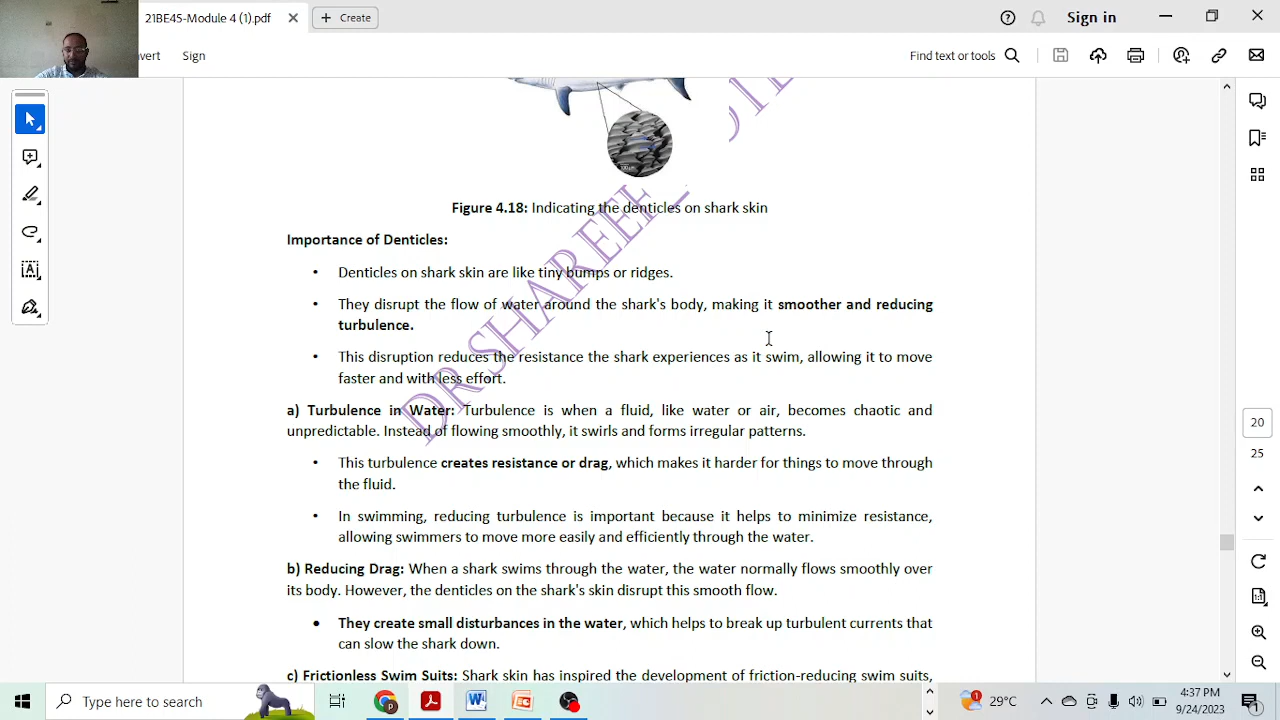 21BE45-Module 4 (1).pdf
Create
Sign in
vert
Sign
Find text or tools
Figure 4.18: Indicating the denticles on shark skin
Importance of Denticles:
• Denticles on shark skin are like tiny bumps or ridges.
• They disrupt the flow of water around the shark's body, making it smoother and reducing
turbulence.
• This disruption reduces the resistance the shark experiences as it swim, allowing it to move
faster and with less effort.
a) Turbulence in Water: Turbulence is when a fluid, like water or air, becomes chaotic and
unpredictable. Instead of flowing smoothly, it swirls and forms irregular patterns.
• This turbulence creates resistance or drag, which makes it harder for things to move through
the fluid.
• In swimming, reducing turbulence is important because it helps to minimize resistance,
allowing swimmers to move more easily and efficiently through the water.
b) Reducing Drag: When a shark swims through the water, the water normally flows smoothly over
its body. However, the denticles on the shark's skin disrupt this smooth flow.
• They create small disturbances in the water, which helps to break up turbulent currents that
can slow the shark down.
c) Frictionless Swim Suits: Shark skin has inspired the development of friction-reducing swim suits,
DR SHAREEF
20
25
Type here to search
29°C
4:37 PM
9/24/2023